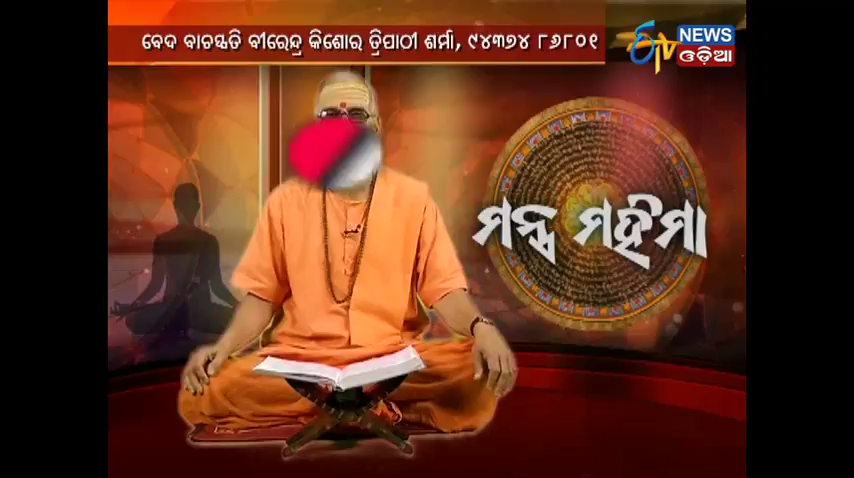 ବେଦ ବାଚସ୍ପତି ବୀରେନ୍ଦ୍ର କିଶୋର ତ୍ରିପାଠୀ ଶର୍ମା, ୯୪୩୭୪ ୮୬୮୦୧
ETV NEWS
ଓଡ଼ିଆ
ମନ୍ତ୍ର ମହିମା